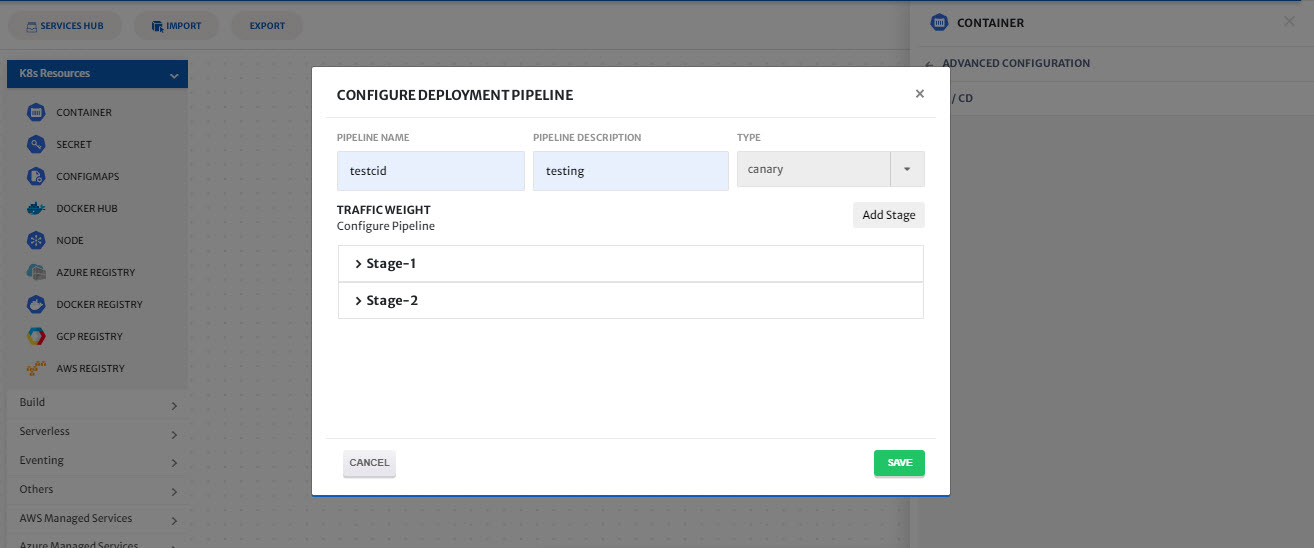 SERVICES HUB
IMPORT
EXPORT
CONTAINER
K8s Resources
CONTAINER
SECRET
CONFIGMAPS
DOCKER HUB
NODE
AZURE REGISTRY
DOCKER REGISTRY
GCP REGISTRY
AWS REGISTRY
Build
Serverless
Eventing
Others
AWS Managed Services
Azure Managed Services
CONFIGURE DEPLOYMENT PIPELINE
PIPELINE NAME
PIPELINE DESCRIPTION
TYPE
testcid
testing
canary
TRAFFIC WEIGHT
Configure Pipeline
Add Stage
Stage-1
Stage-2
CANCEL
SAVE
ADVANCED CONFIGURATION
/ CD